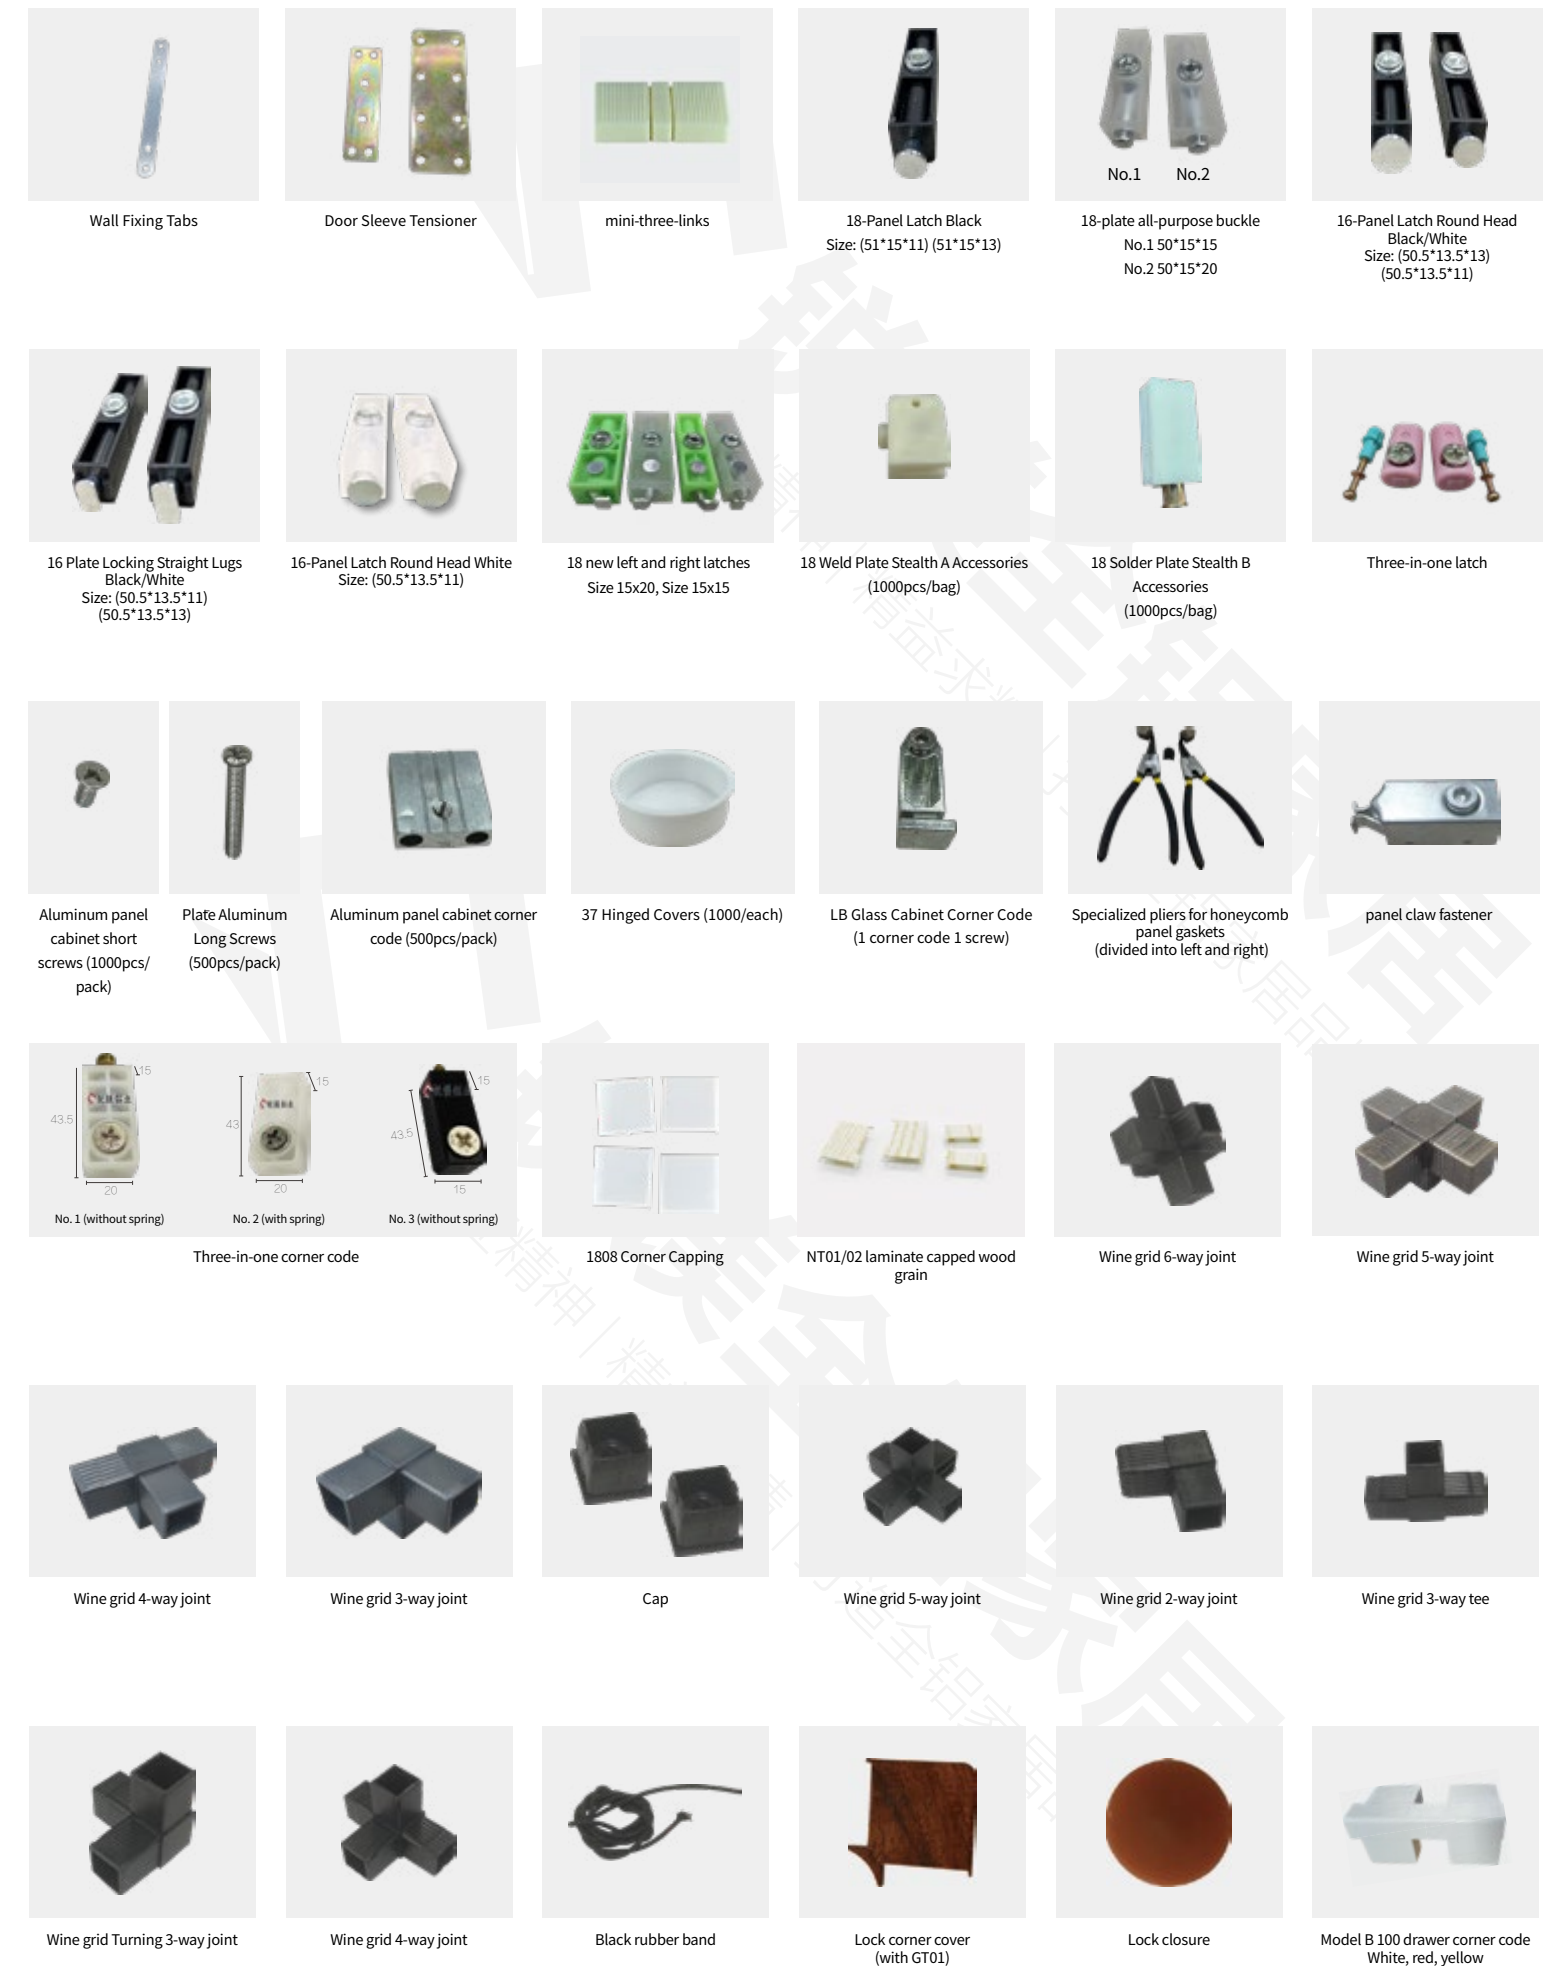 No.1
No.2
Wall Fixing Tabs
Door Sleeve Tensioner
mini-three-links
18-Panel Latch Black
Size: (51*15*11) (51*15*13)
18-plate all-purpose buckle
No.1 50*15*15
No.2 50*15*20
16-Panel Latch Round Head
Black/White
Size: (50.5*13.5*13)
(50.5*13.5*11)
16 Plate Locking Straight Lugs
Black/White
Size: (50.5*13.5*11)
(50.5*13.5*13)
16-Panel Latch Round Head White
Size: (50.5*13.5*11)
18 new left and right latches
Size 15x20, Size 15x15
18 Weld Plate Stealth A Accessories
(1000pcs/bag)
18 Solder Plate Stealth B
Accessories
(1000pcs/bag)
Three-in-one latch
Aluminum panel
cabinet short
screws (1000pcs/
pack)
Plate Aluminum
Long Screws
(500pcs/pack)
Aluminum panel cabinet corner
code (500pcs/pack)
37 Hinged Covers (1000/each)
LB Glass Cabinet Corner Code
(1 corner code 1 screw)
Specialized pliers for honeycomb
panel gaskets
(divided into left and right)
panel claw fastener
15
43.5
20
No. 1 (without spring)
15
43
20
No. 2 (with spring)
15
43.5
15
No. 3 (without spring)
Three-in-one corner code
1808 Corner Capping
NT01/02 laminate capped wood
grain
Wine grid 6-way joint
Wine grid 5-way joint
Wine grid 4-way joint
Wine grid 3-way joint
Cap
Wine grid 5-way joint
Wine grid 2-way joint
Wine grid 3-way tee
Wine grid Turning 3-way joint
Wine grid 4-way joint
Black rubber band
Lock corner cover
(with GT01)
Lock closure
Model B 100 drawer corner code
White, red, yellow